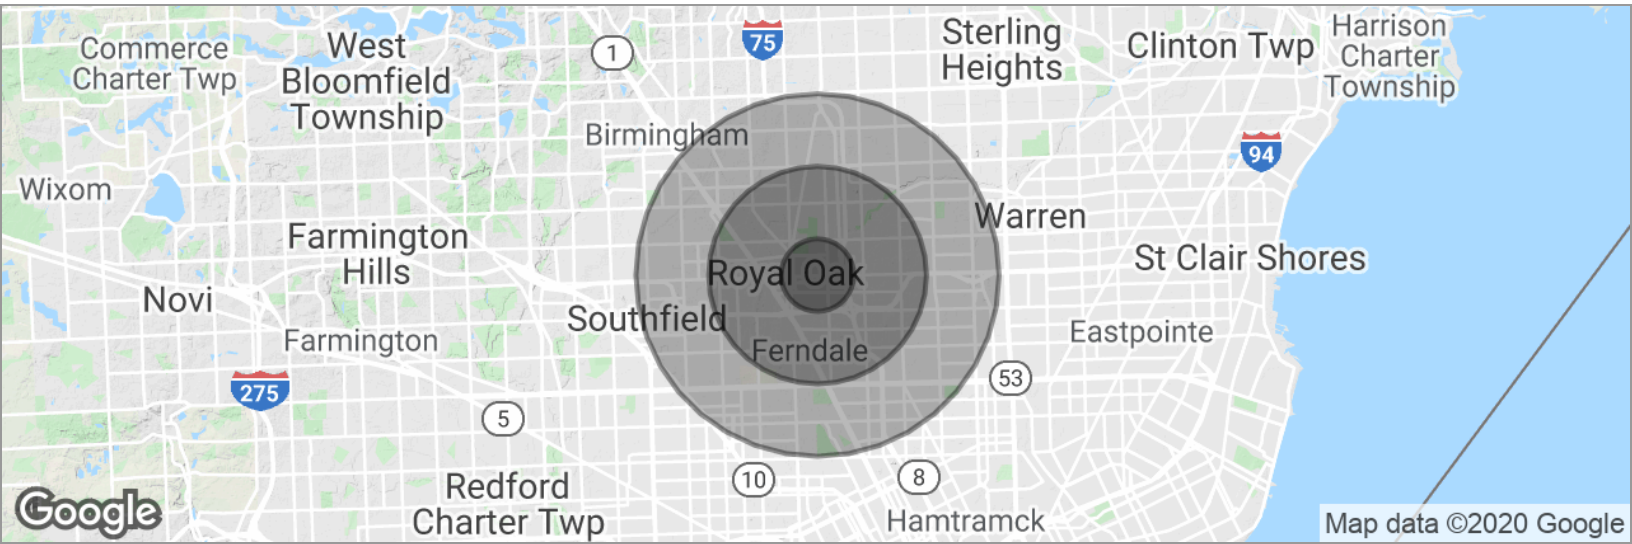 Commerce
Charter Twp
West
Bloomfield
Township
1
75
Sterling
Heights
Clinton Twp
Harrison
Charter
Township
Birmingham
94
Wixom
Warren
Farmington
Hills
Royal Oak
St Clair Shores
Novi
Southfield
Farmington
Ferndale
Eastpointe
275
53
5
10
8
Redford
Charter Twp
Hamtramck
Google
Map data ©2020 Google